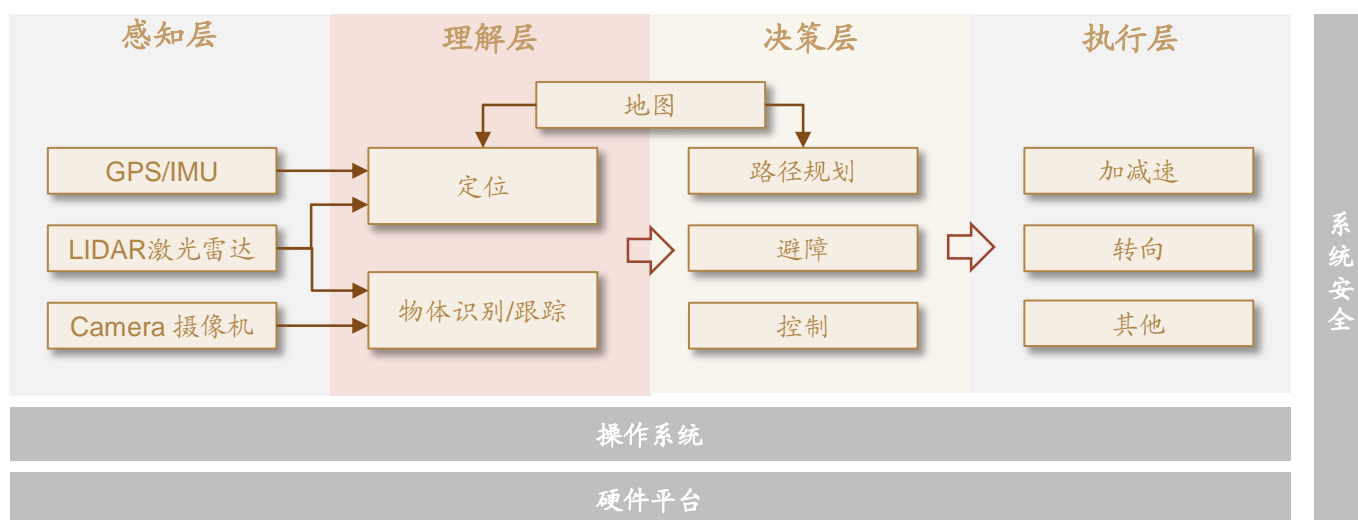 感知层
理解层
决策层
执行层
地图
GPS/IMU
定位
路径规划
加减速
LIDAR激光雷达
避障
转向
Camera 摄像机
物体识别/跟踪
控制
其他
操作系统
硬件平台
系统安全